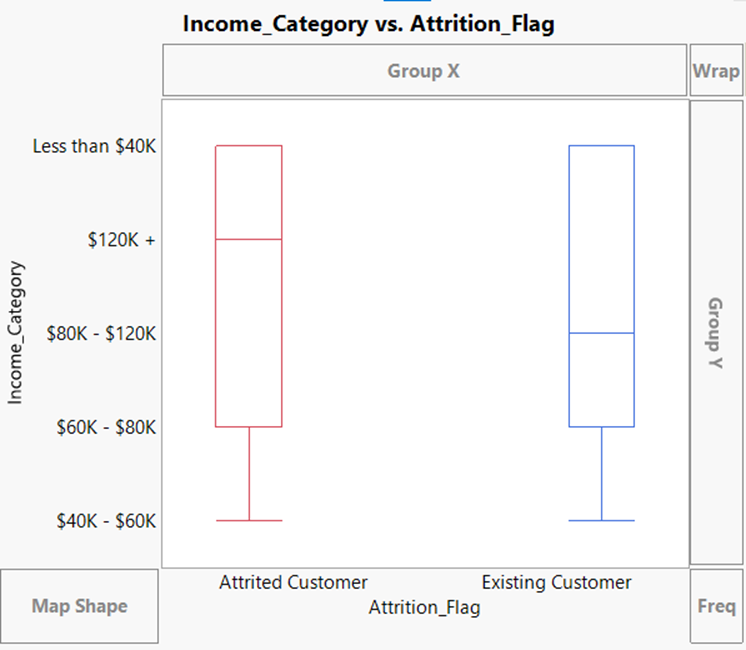 Income_Category vs. Attrition_Flag
Group X
Wrap
Less than $40K
$120K +
$80K - $120K
$60K - $80K
$40K - $60K
Income_Category
Group Y
Attrited Customer
Existing Customer
Attrition_Flag
Map Shape
Freq